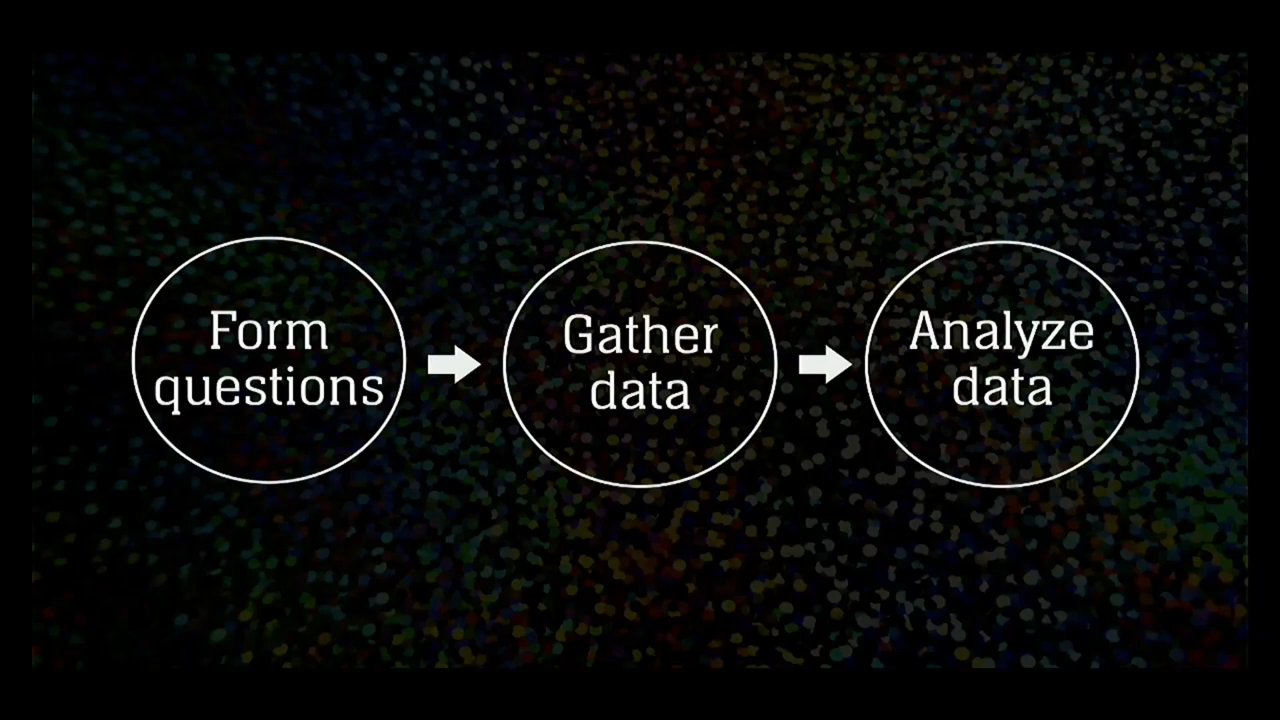 Form
questions
Gather
data
Analyze
data